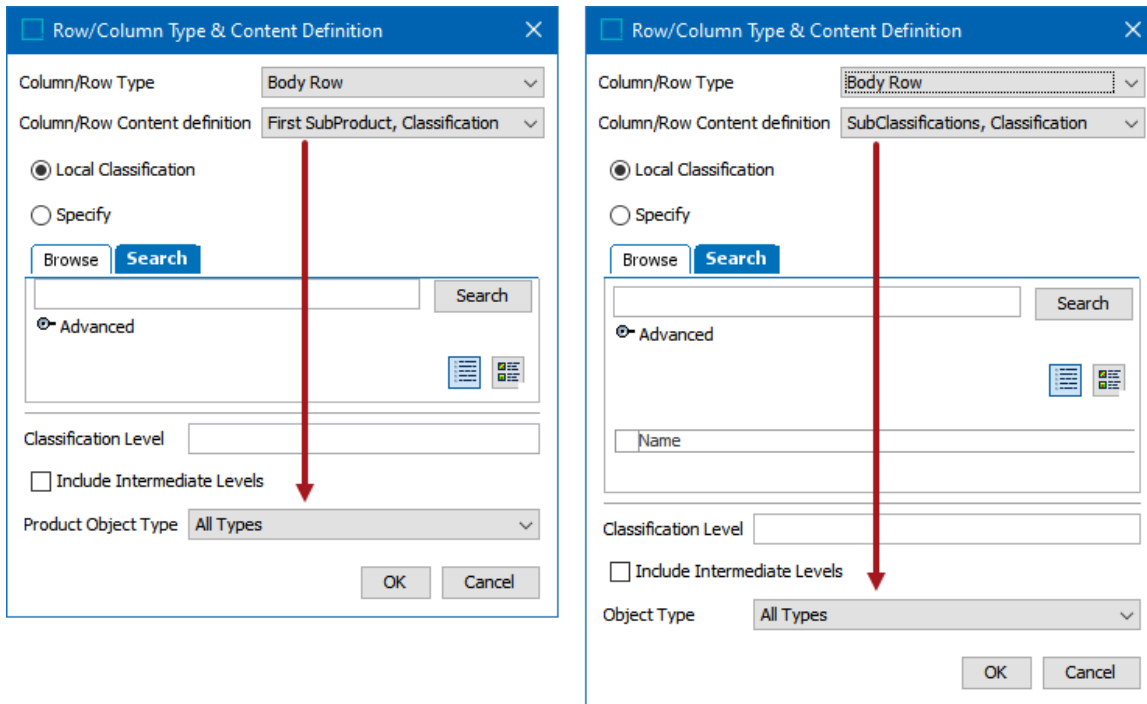 Row/Column Type & Content Definition
Column/Row Type
Body Row
Column/Row Content definition
First SubProduct, Classification
Local Classification
Specify
Browse
Search
Search
Advanced
Classification Level
Include Intermediate Levels
Product Object Type
All Types
OK
Cancel
Row/Column Type & Content Definition
Column/Row Type
Body Row
Column/Row Content definition
SubClassifications, Classification
Local Classification
Specify
Browse
Search
Search
Advanced
Name
Classification Level
Include Intermediate Levels
Object Type
All Types
OK
Cancel